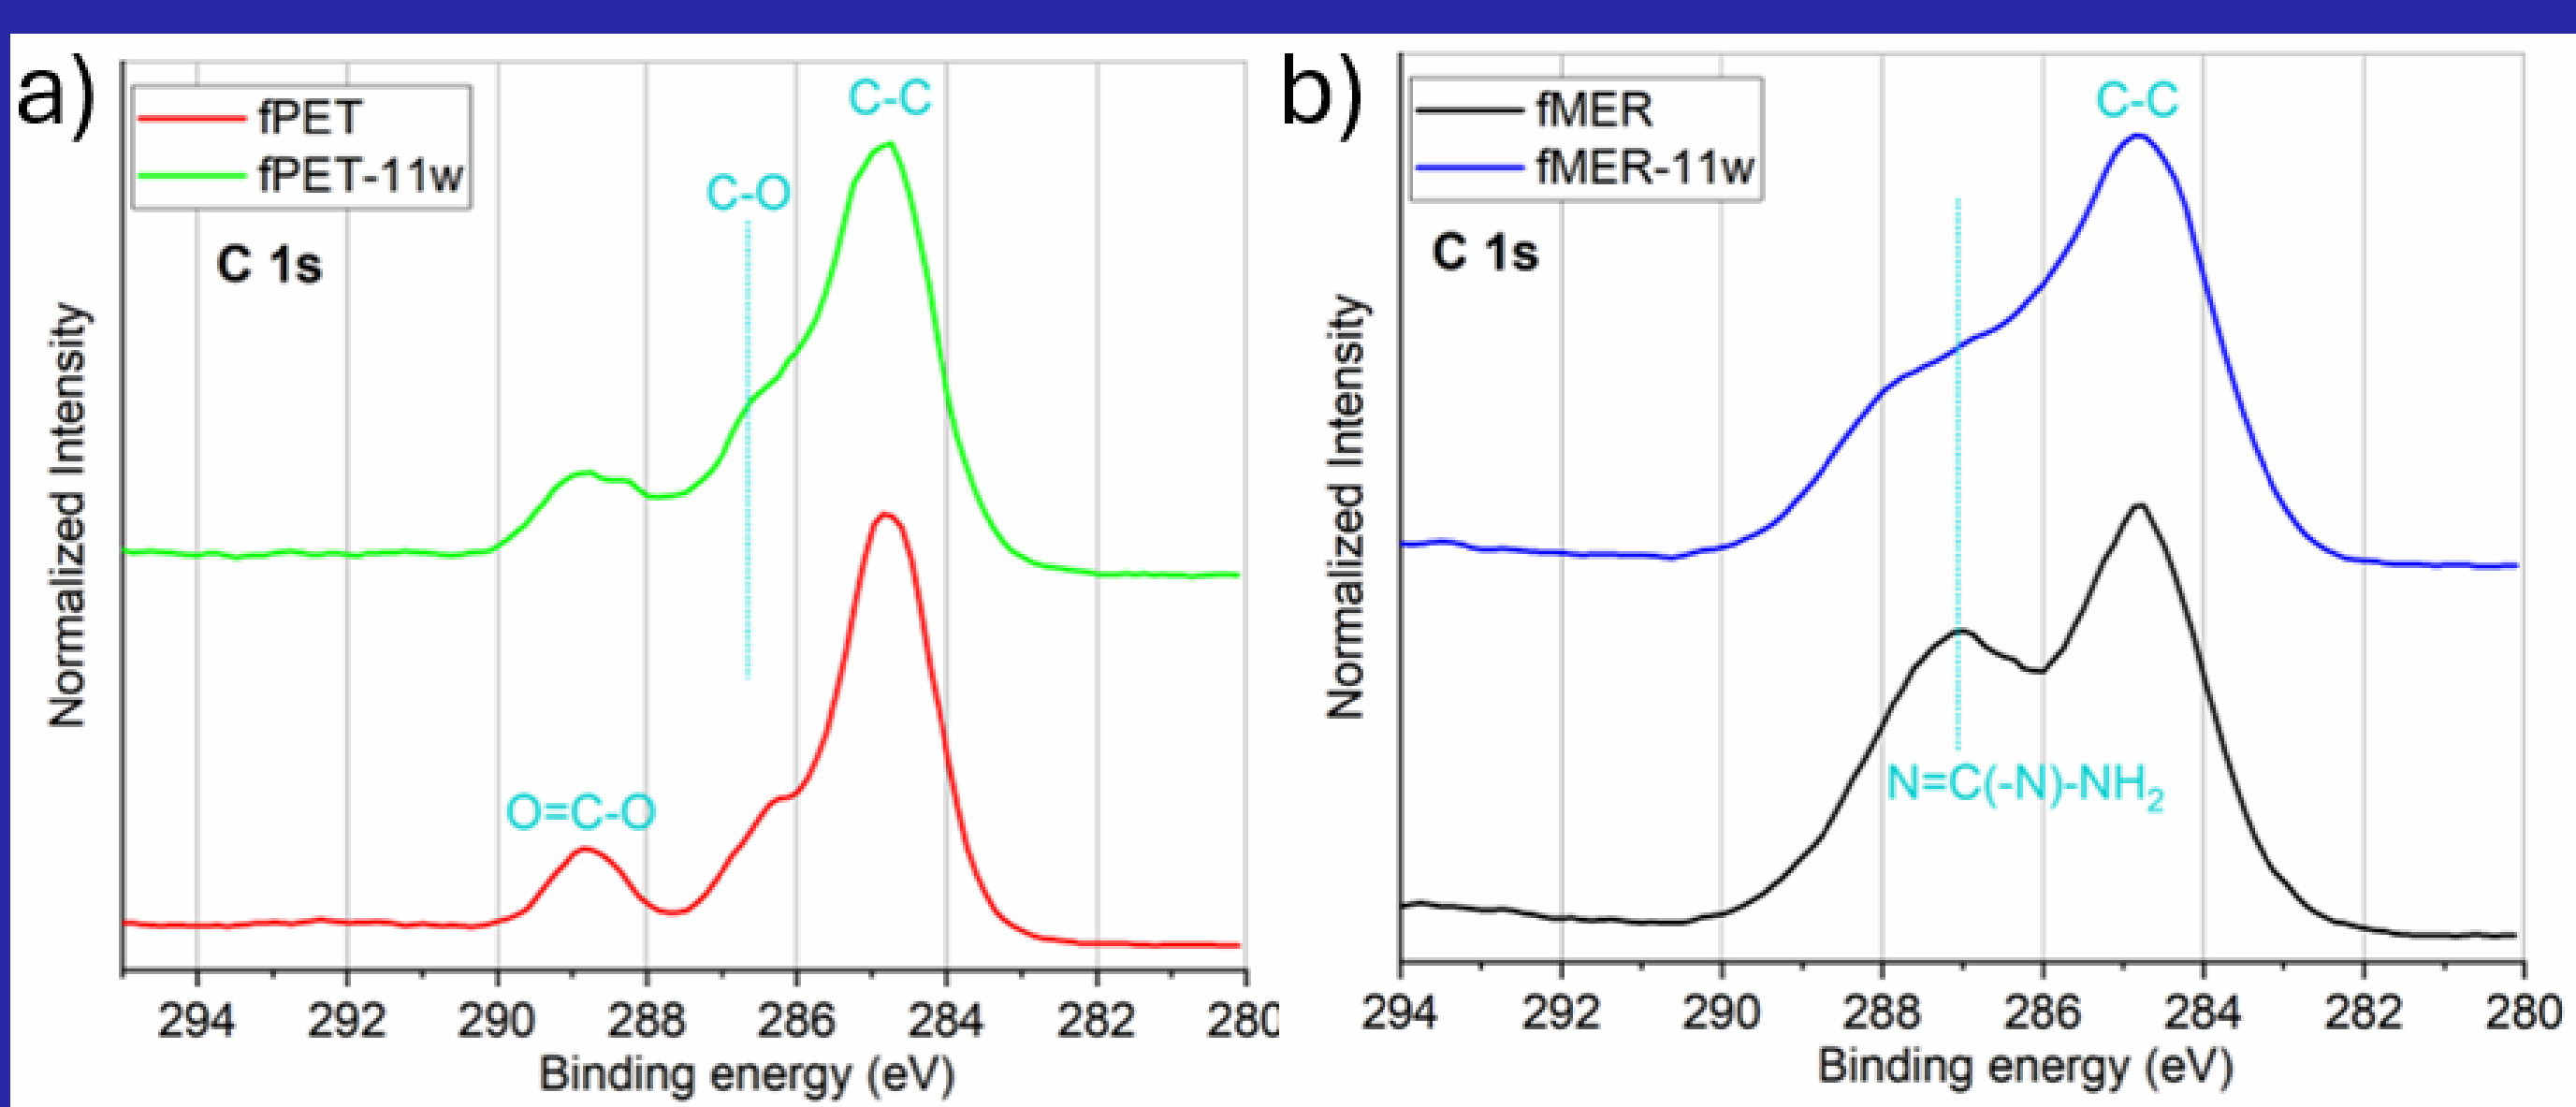 a)
fPET
fPET-11w
C 1s
C-C
C-O
O=C-O
Normalized Intensity
294 292 290 288 286 284 282 280
Binding energy (eV)
b)
fMER
fMER-11w
C 1s
C-C
N=C(-N)-NH₂
Normalized Intensity
294 292 290 288 286 284 282 280
Binding energy (eV)